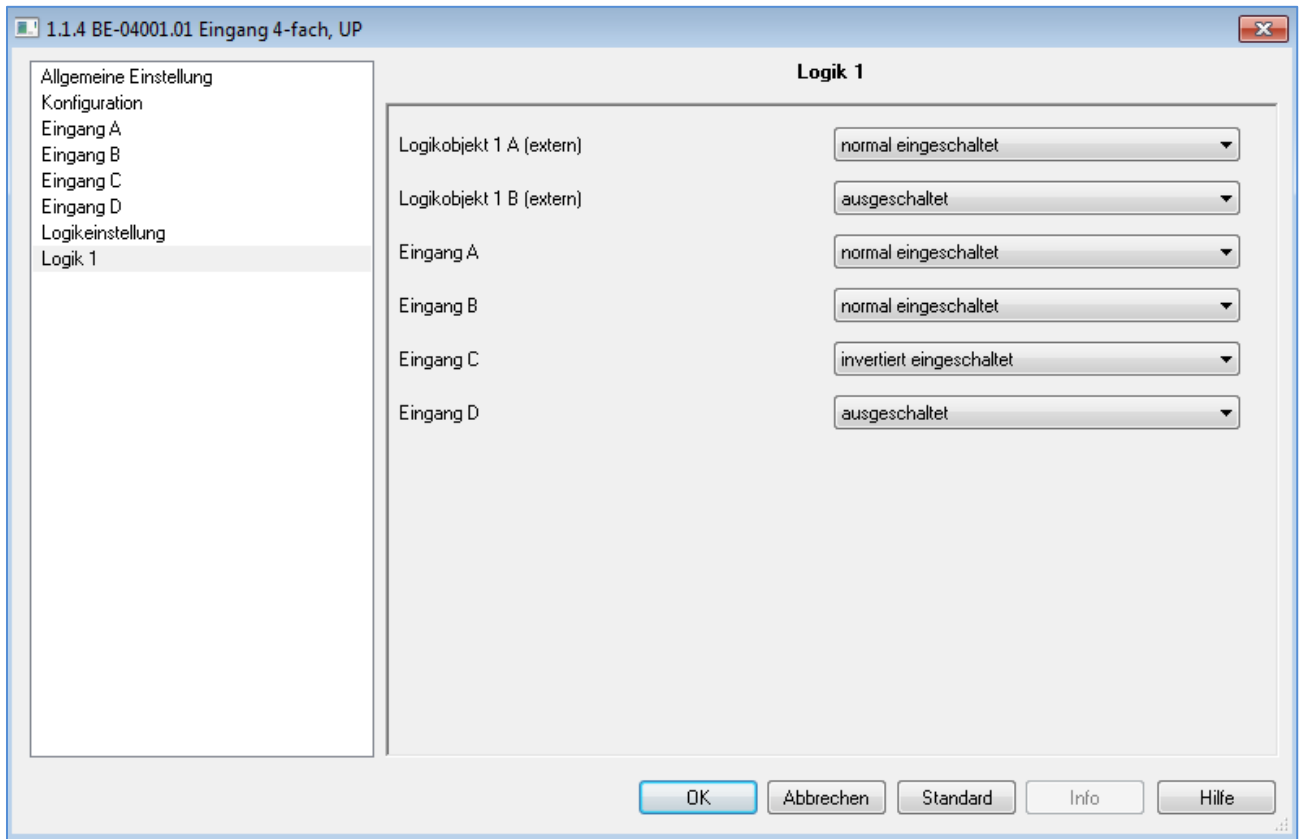 1.1.4 BE-04001.01 Eingang 4-fach, UP
Allgemeine Einstellung
Konfiguration
Eingang A
Eingang B
Eingang C
Eingang D
Logikeinstellung
Logik 1
Logik 1
Logikobjekt 1 A (extern) normal eingeschaltet
Logikobjekt 1 B (extern) ausgeschaltet
Eingang A normal eingeschaltet
Eingang B normal eingeschaltet
Eingang C invertiert eingeschaltet
Eingang D ausgeschaltet
OK Abbrechen Standard Info Hilfe